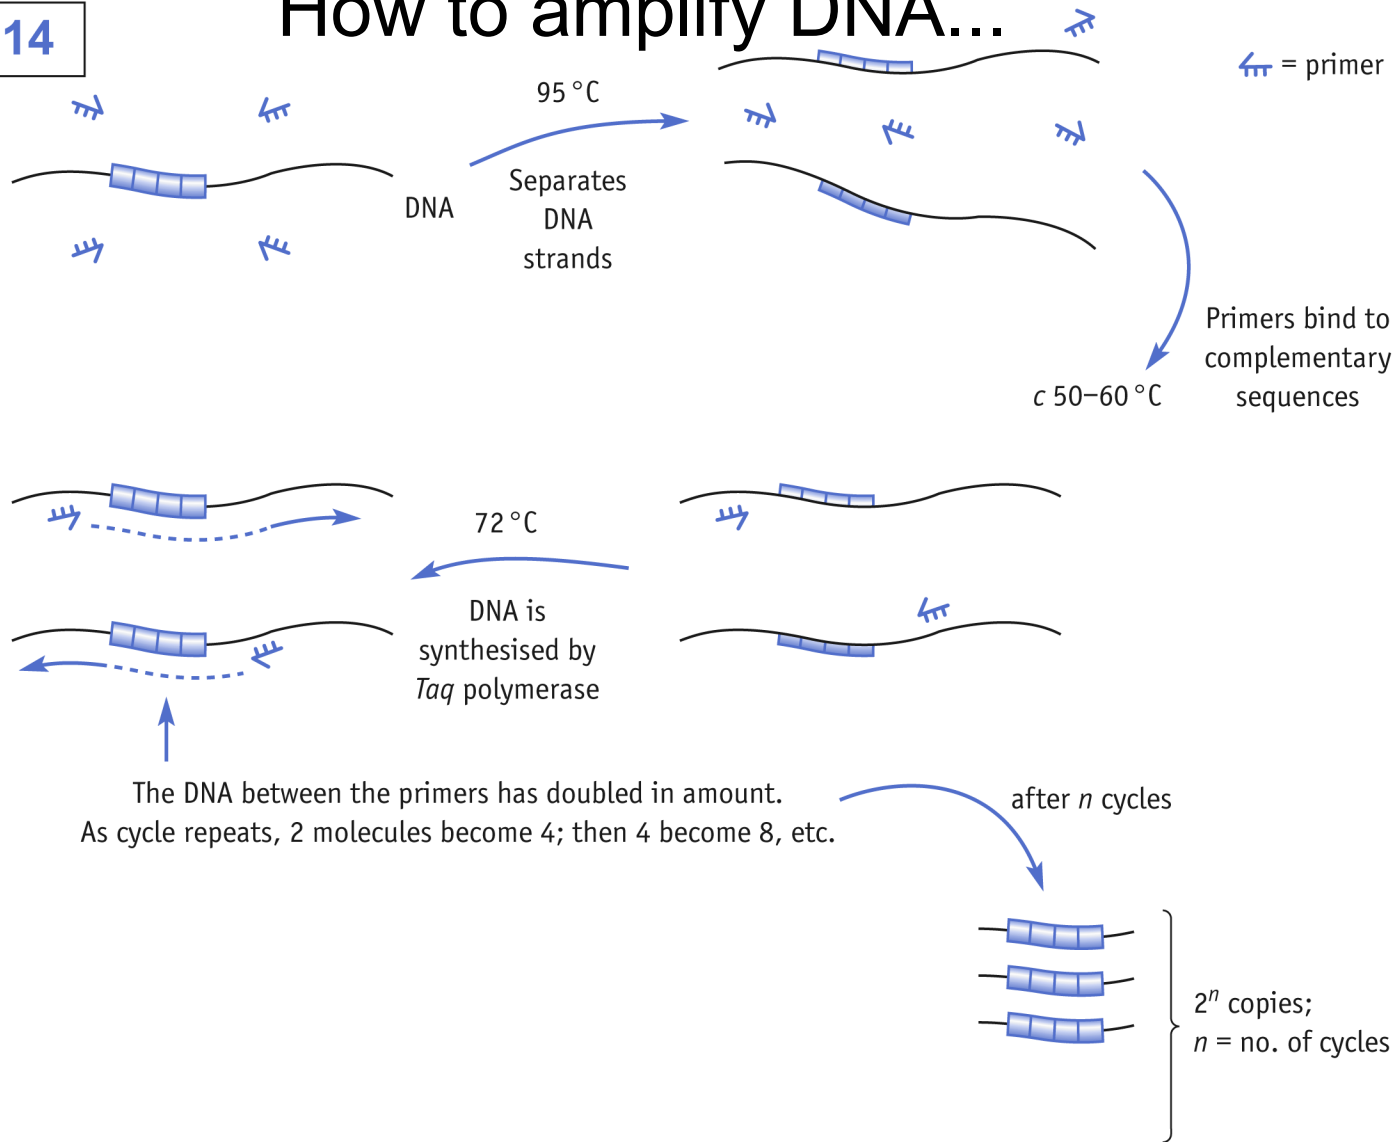 How to amplify DNA...
14
= primer
95 °C
Separates
DNA
strands
DNA
Primers bind to
complementary
sequences
c 50–60 °C
72 °C
DNA is
synthesised by
Taq polymerase
The DNA between the primers has doubled in amount.
As cycle repeats, 2 molecules become 4; then 4 become 8, etc.
after n cycles
2ⁿ copies;
n = no. of cycles